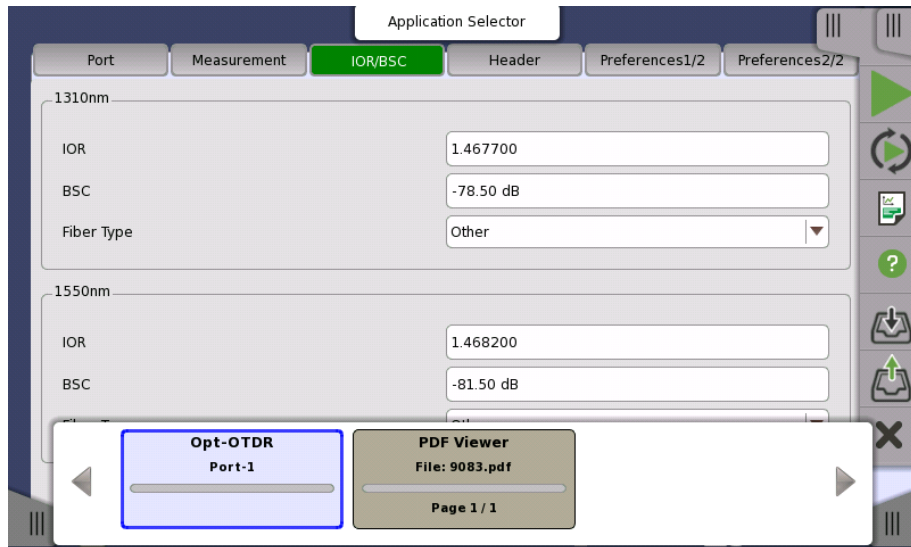 Application Selector
Port Measurement IOR/BSC Header Preferences1/2 Preferences2/2
1310nm
IOR 1.467700
BSC -78.50 dB
Fiber Type Other
1550nm
IOR 1.468200
BSC -81.50 dB
Opt-OTDR
Port-1
PDF Viewer
File: 9083.pdf
Page 1 / 1
?